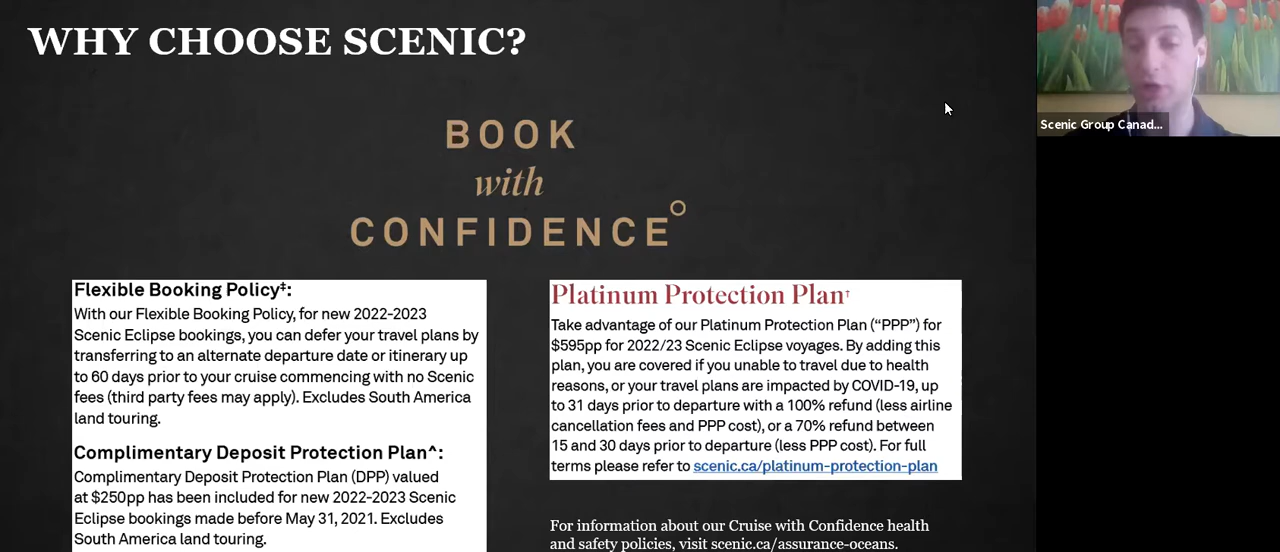 WHY CHOOSE SCENIC?
BOOK
with
CONFIDENCE
Flexible Booking Policy‡:
With our Flexible Booking Policy, for new 2022-2023
Scenic Eclipse bookings, you can defer your travel plans by
transferring to an alternate departure date or itinerary up
to 60 days prior to your cruise commencing with no Scenic
fees (third party fees may apply). Excludes South America
land touring.
Complimentary Deposit Protection Plan^:
Complimentary Deposit Protection Plan (DPP) valued
at $250pp has been included for new 2022-2023 Scenic
Eclipse bookings made before May 31, 2021. Excludes
South America land touring.
Platinum Protection Plan†
Take advantage of our Platinum Protection Plan (“PPP”) for
$595pp for 2022/23 Scenic Eclipse voyages. By adding this
plan, you are covered if you unable to travel due to health
reasons, or your travel plans are impacted by COVID-19, up
to 31 days prior to departure with a 100% refund (less airline
cancellation fees and PPP cost), or a 70% refund between
15 and 30 days prior to departure (less PPP cost). For full
terms please refer to scenic.ca/platinum-protection-plan
For information about our Cruise with Confidence health
and safety policies, visit scenic.ca/assurance-oceans.
Scenic Group Canad...